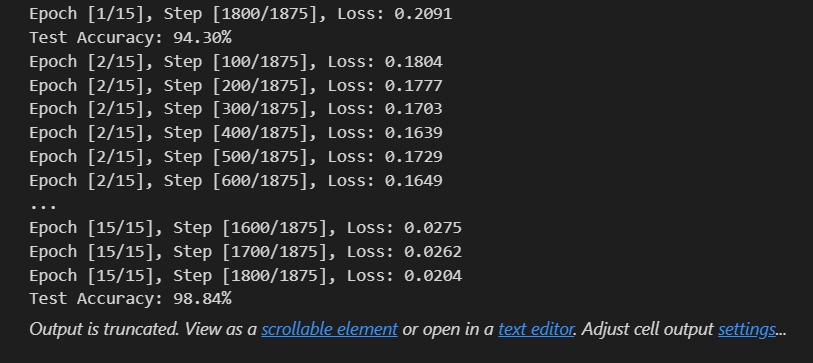 Epoch [1/15], Step [1800/1875], Loss: 0.2091
Test Accuracy: 94.30%
Epoch [2/15], Step [100/1875], Loss: 0.1804
Epoch [2/15], Step [200/1875], Loss: 0.1777
Epoch [2/15], Step [300/1875], Loss: 0.1703
Epoch [2/15], Step [400/1875], Loss: 0.1639
Epoch [2/15], Step [500/1875], Loss: 0.1729
Epoch [2/15], Step [600/1875], Loss: 0.1649
...
Epoch [15/15], Step [1600/1875], Loss: 0.0275
Epoch [15/15], Step [1700/1875], Loss: 0.0262
Epoch [15/15], Step [1800/1875], Loss: 0.0204
Test Accuracy: 98.84%
Output is truncated. View as a scrollable element or open in a text editor. Adjust cell output settings...